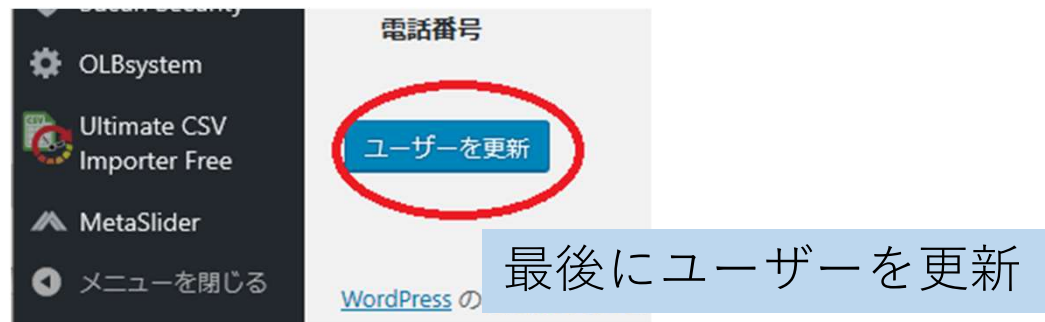 OLBsystem
Ultimate CSV
Importer Free
MetaSlider
メニューを閉じる
電話番号
ユーザーを更新
WordPress の
最後にユーザーを更新